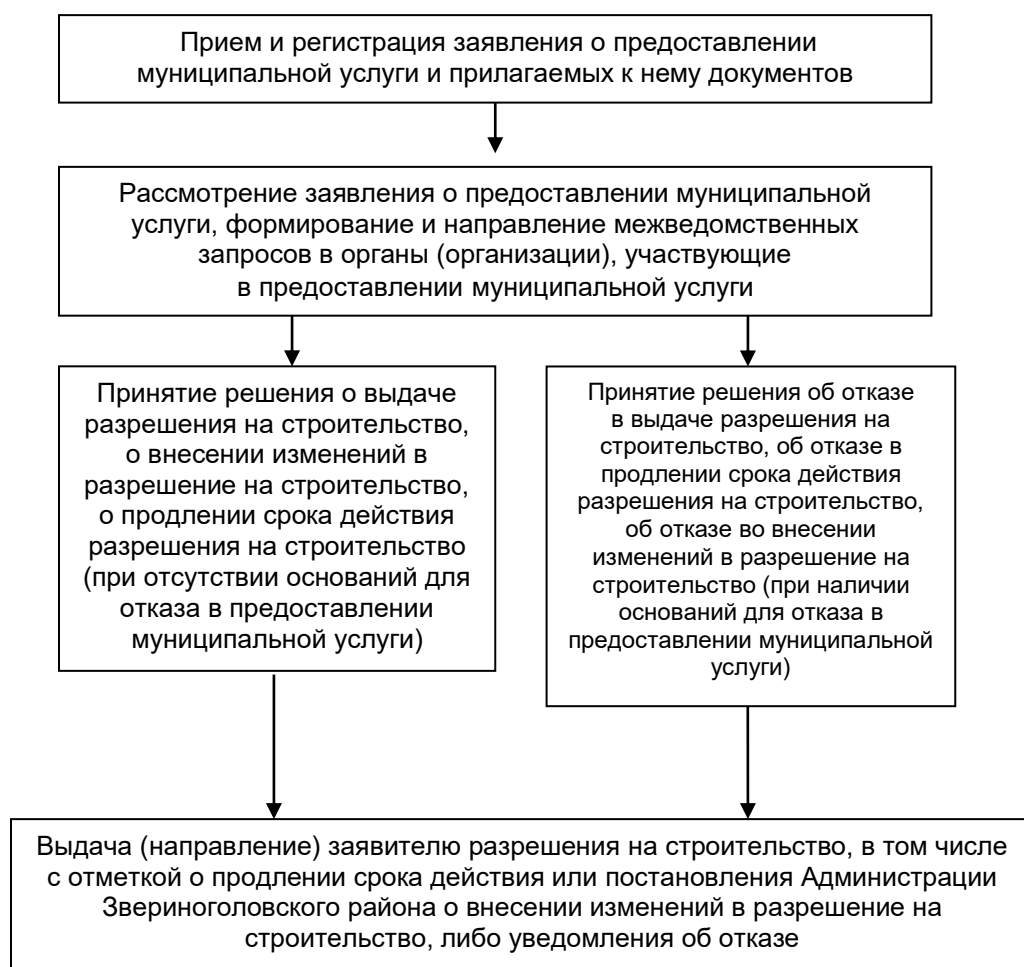 Прием и регистрация заявления о предоставлении
муниципальной услуги и прилагаемых к нему документов
Рассмотрение заявления о предоставлении муниципальной
услуги, формирование и направление межведомственных
запросов в органы (организации), участвующие
в предоставлении муниципальной услуги
Принятие решения о выдаче
разрешения на строительство,
о внесении изменений в
разрешение на строительство,
о продлении срока действия
разрешения на строительство
(при отсутствии оснований для
отказа в предоставлении
муниципальной услуги)
Принятие решения об отказе
в выдаче разрешения на
строительство, об отказе в
продлении срока действия
разрешения на строительство,
об отказе во внесении
изменений в разрешение на
строительство (при наличии
оснований для отказа в
предоставлении муниципальной
услуги)
Выдача (направление) заявителю разрешения на строительство, в том числе
с отметкой о продлении срока действия или постановления Администрации
Звериноголовского района о внесении изменений в разрешение на
строительство, либо уведомления об отказе